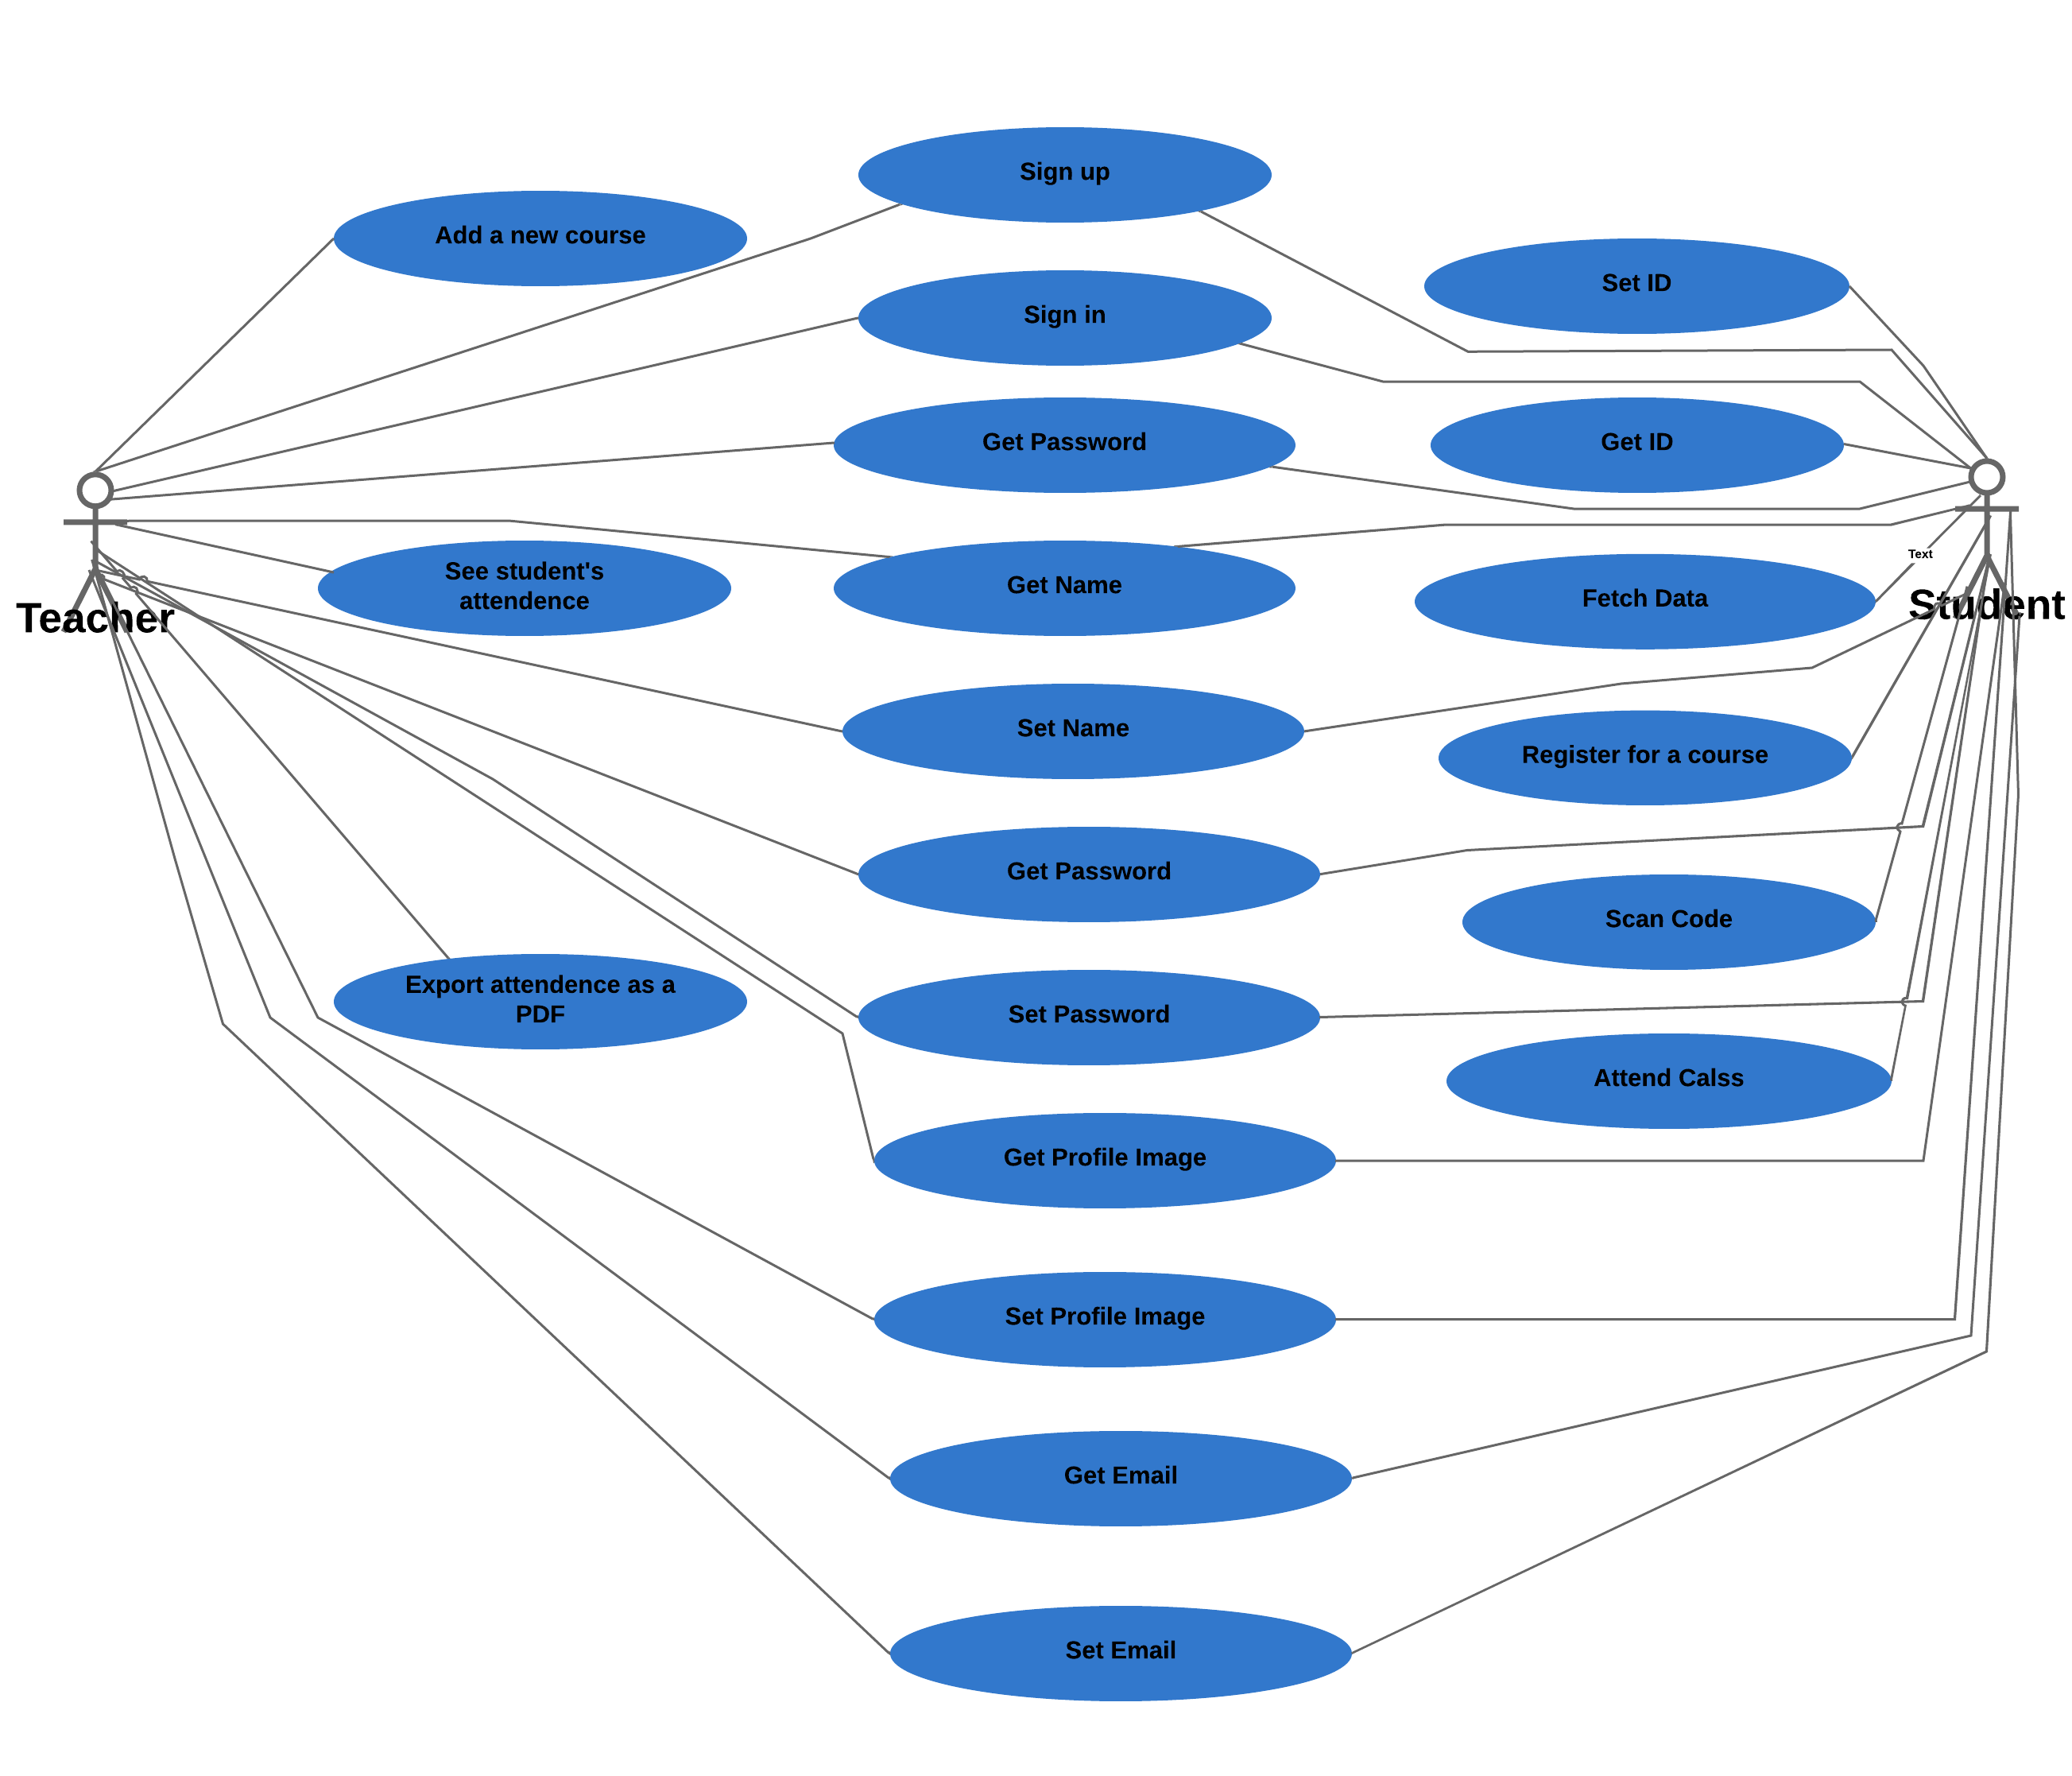 Sign up
Add a new course
Set ID
Sign in
Get Password
Get ID
Text
See student's
attendence
Get Name
Fetch Data
Teacher
Student
Set Name
Register for a course
Get Password
Scan Code
Export attendence as a
PDF
Set Password
Attend Calss
Get Profile Image
Set Profile Image
Get Email
Set Email